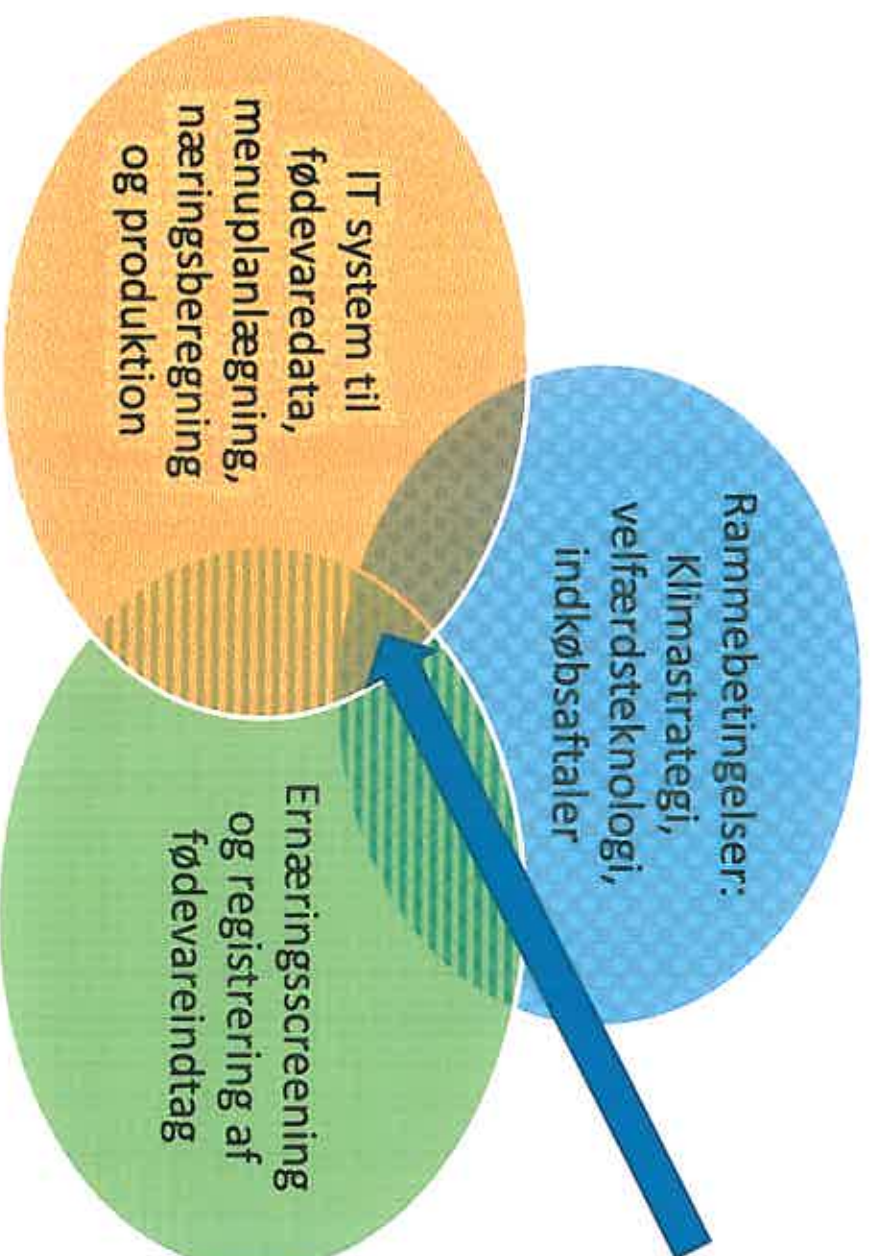 Rammebetingelser:
Klimastrategi,
velfærdsteknologi,
indkøbsaftaler
IT system til
fødevaredata,
menuplanlægning,
næringsberegning
og produktion
Ernæringsscreening
og registrering af
fødevareindtag